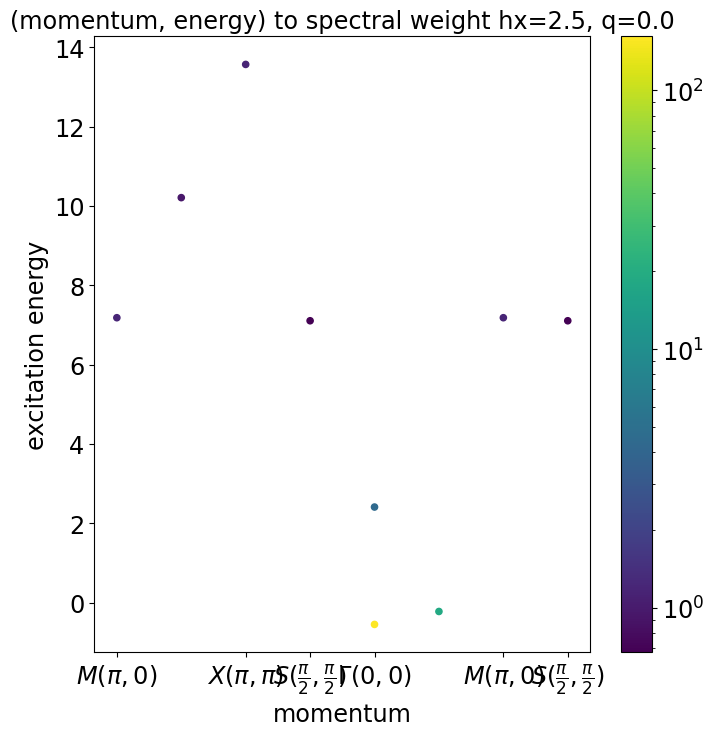 (momentum, energy) to spectral weight hx=2.5, q=0.0
14
12
10
8
6
4
2
0
excitation energy
M(π, 0) X(π, π) S(π/2, π/2) Γ(0, 0) M(π, 0) S(π/2, π/2)
momentum
10²
10¹
10⁰